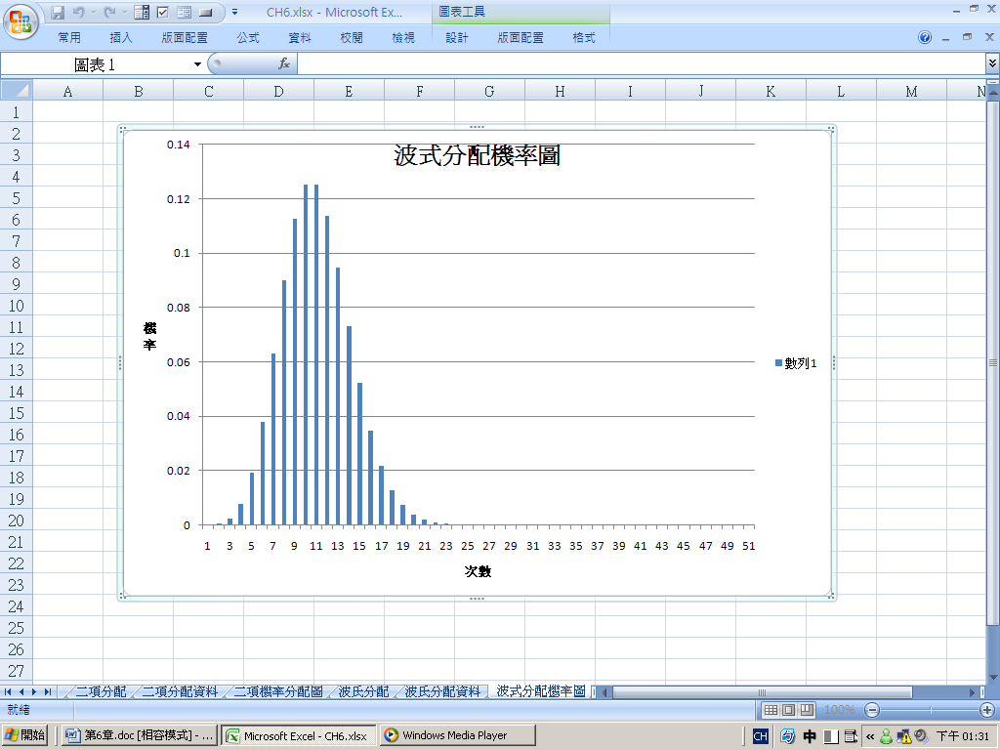 CH6.xlsx - Microsoft Ex...
圖表工具
常用 插入 版面配置 公式 資料 校閱 檢視 設計 版面配置 格式
圖表 1 fx
A B C D E F G H I J K L M N
1
2
3
4
5
6
7
8
9
10
11
12
13
14
15
16
17
18
19
20
21
22
23
24
25
26
27
波式分配機率圖
0.14
0.12
0.1
0.08
0.06
0.04
0.02
0
機率
數列1
1 3 5 7 9 11 13 15 17 19 21 23 25 27 29 31 33 35 37 39 41 43 45 47 49 51
次數
二項分配 二項分配資料 二項機率分配圖 波氏分配 波氏分配資料 波式分配機率圖
就緒 100%
開始 第6章.doc [相容模式] - ... Microsoft Excel - CH6.xlsx Windows Media Player CH 中 « 下午 01:31